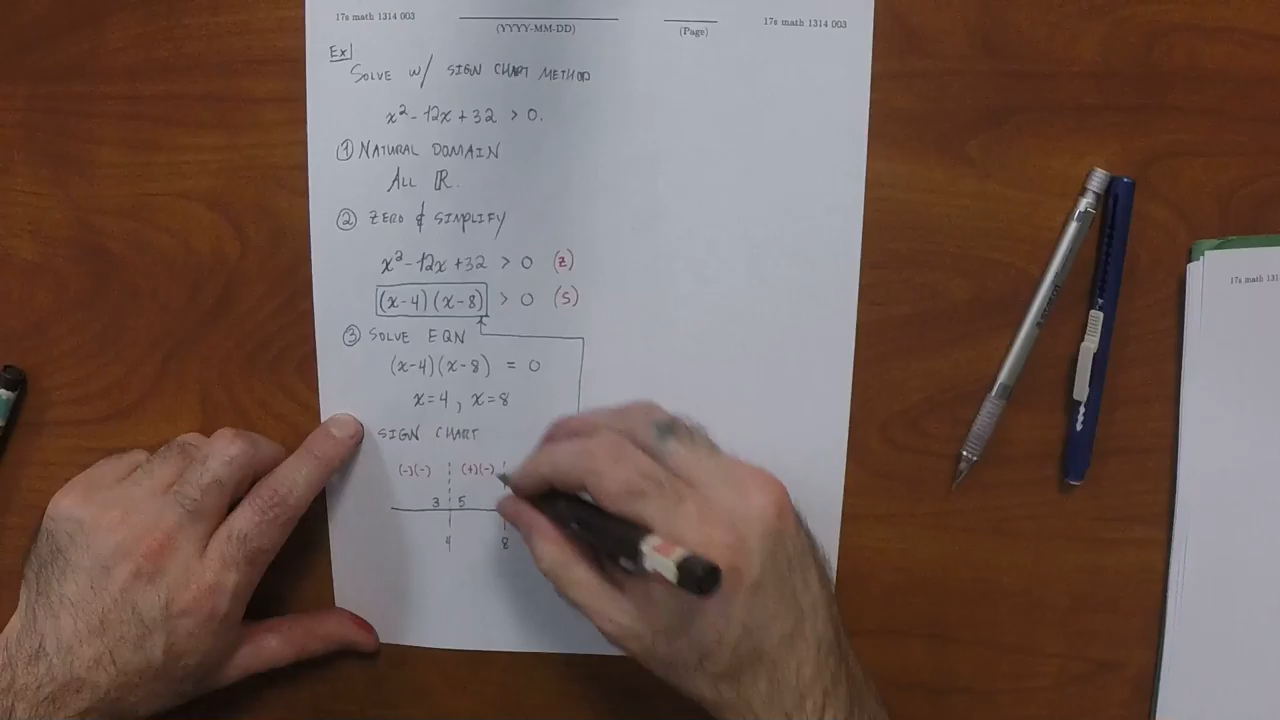 17s math 1314 003
(YYYY-MM-DD)
(Page)
17s math 1314 003
Ex1
SOLVE W/ SIGN CHART METHOD
x² - 12x + 32 > 0.
① NATURAL DOMAIN
ALL ℝ.
② ZERO & SIMPLIFY
x² - 12x + 32 > 0 (Z)
(x-4)(x-8) > 0 (S)
③ SOLVE EQN
(x-4)(x-8) = 0
x=4, x=8
SIGN CHART
(-)(-) (+)(-)
3 5
4 8
17s math 131